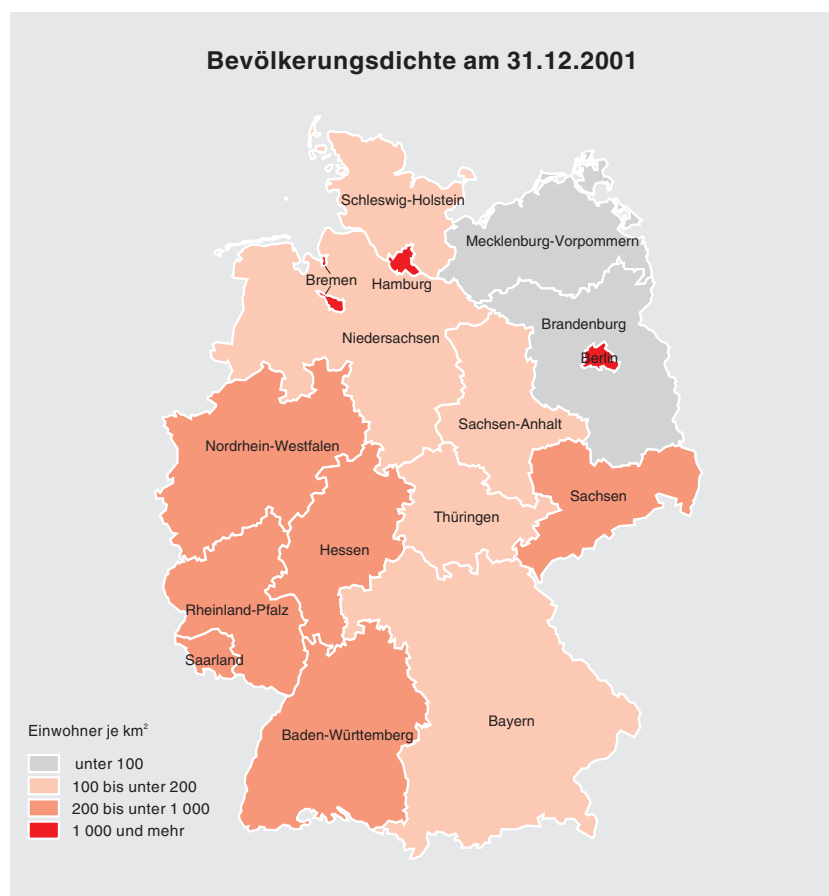 Bevölkerungsdichte am 31.12.2001
Schleswig-Holstein
Mecklenburg-Vorpommern
Bremen
Hamburg
Brandenburg
Niedersachsen
Berlin
Sachsen-Anhalt
Nordrhein-Westfalen
Sachsen
Thüringen
Hessen
Rheinland-Pfalz
Saarland
Bayern
Baden-Württemberg
Einwohner je km²
unter 100
100 bis unter 200
200 bis unter 1 000
1 000 und mehr